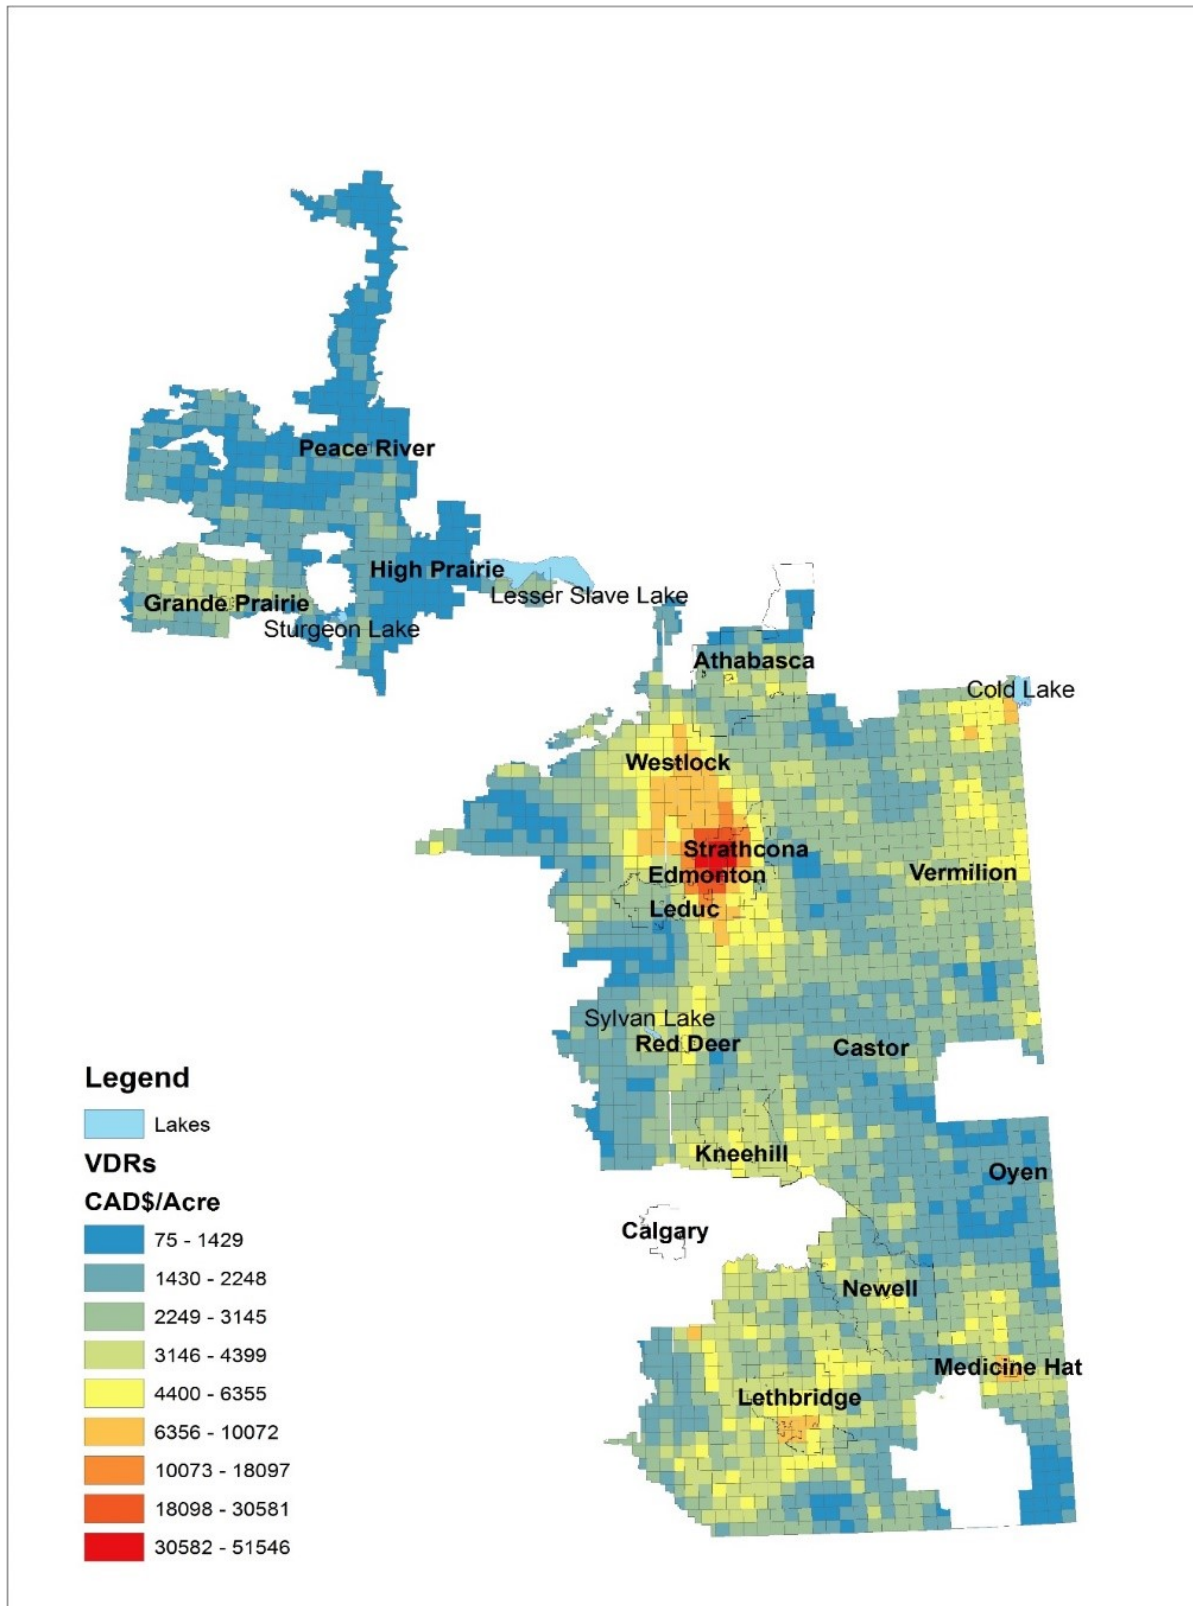 Peace River
High Prairie
Lesser Slave Lake
Grande Prairie
Sturgeon Lake
Athabasca
Cold Lake
Westlock
Strathcona
Edmonton
Vermilion
Leduc
Sylvan Lake
Red Deer
Castor
Kneehill
Oyen
Calgary
Newell
Medicine Hat
Lethbridge
Legend
Lakes
VDRs
CAD$/Acre
75 - 1429
1430 - 2248
2249 - 3145
3146 - 4399
4400 - 6355
6356 - 10072
10073 - 18097
18098 - 30581
30582 - 51546